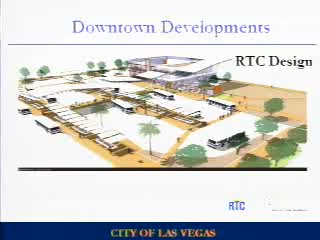 Downtown Developments
RTC Design
RTC
CITY OF LAS VEGAS